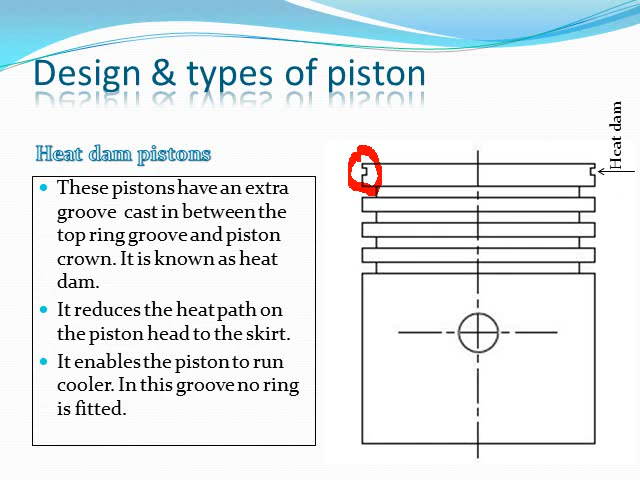 Design & types of piston
Heat dam
Heat dam pistons
These pistons have an extra
groove cast in between the
top ring groove and piston
crown. It is known as heat
dam.
It reduces the heat path on
the piston head to the skirt.
It enables the piston to run
cooler. In this groove no ring
is fitted.